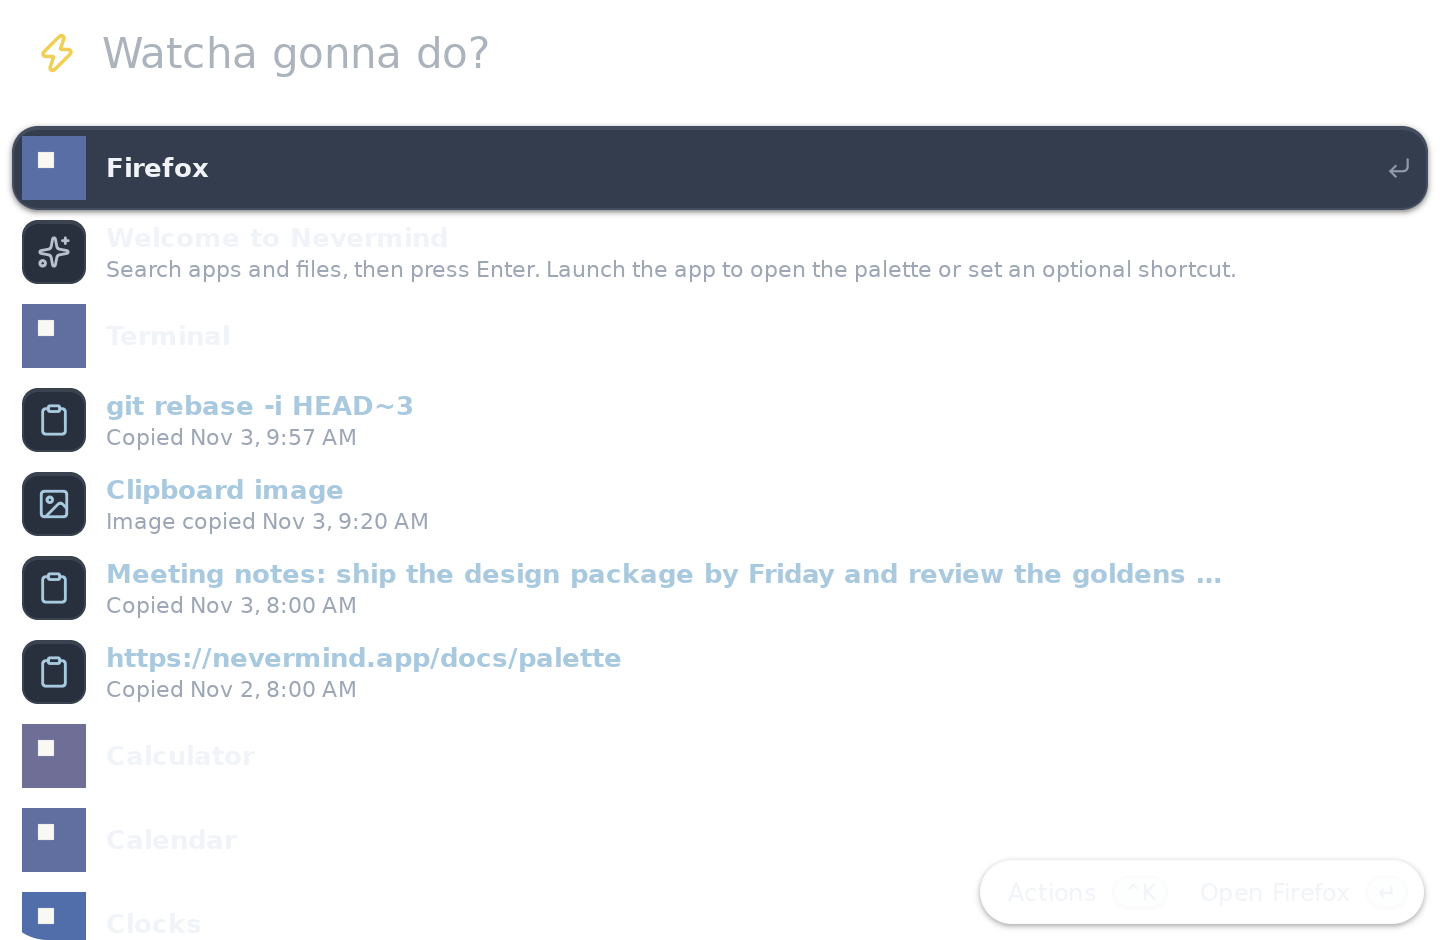 Watcha gonna do?
Firefox
Welcome to Nevermind
Search apps and files, then press Enter. Launch the app to open the palette or set an optional shortcut.
Terminal
git rebase -i HEAD~3
Copied Nov 3, 9:57 AM
Clipboard image
Image copied Nov 3, 9:20 AM
Meeting notes: ship the design package by Friday and review the goldens …
Copied Nov 3, 8:00 AM
https://nevermind.app/docs/palette
Copied Nov 2, 8:00 AM
Calculator
Calendar
Clocks
Actions ⌃K Open Firefox ↵